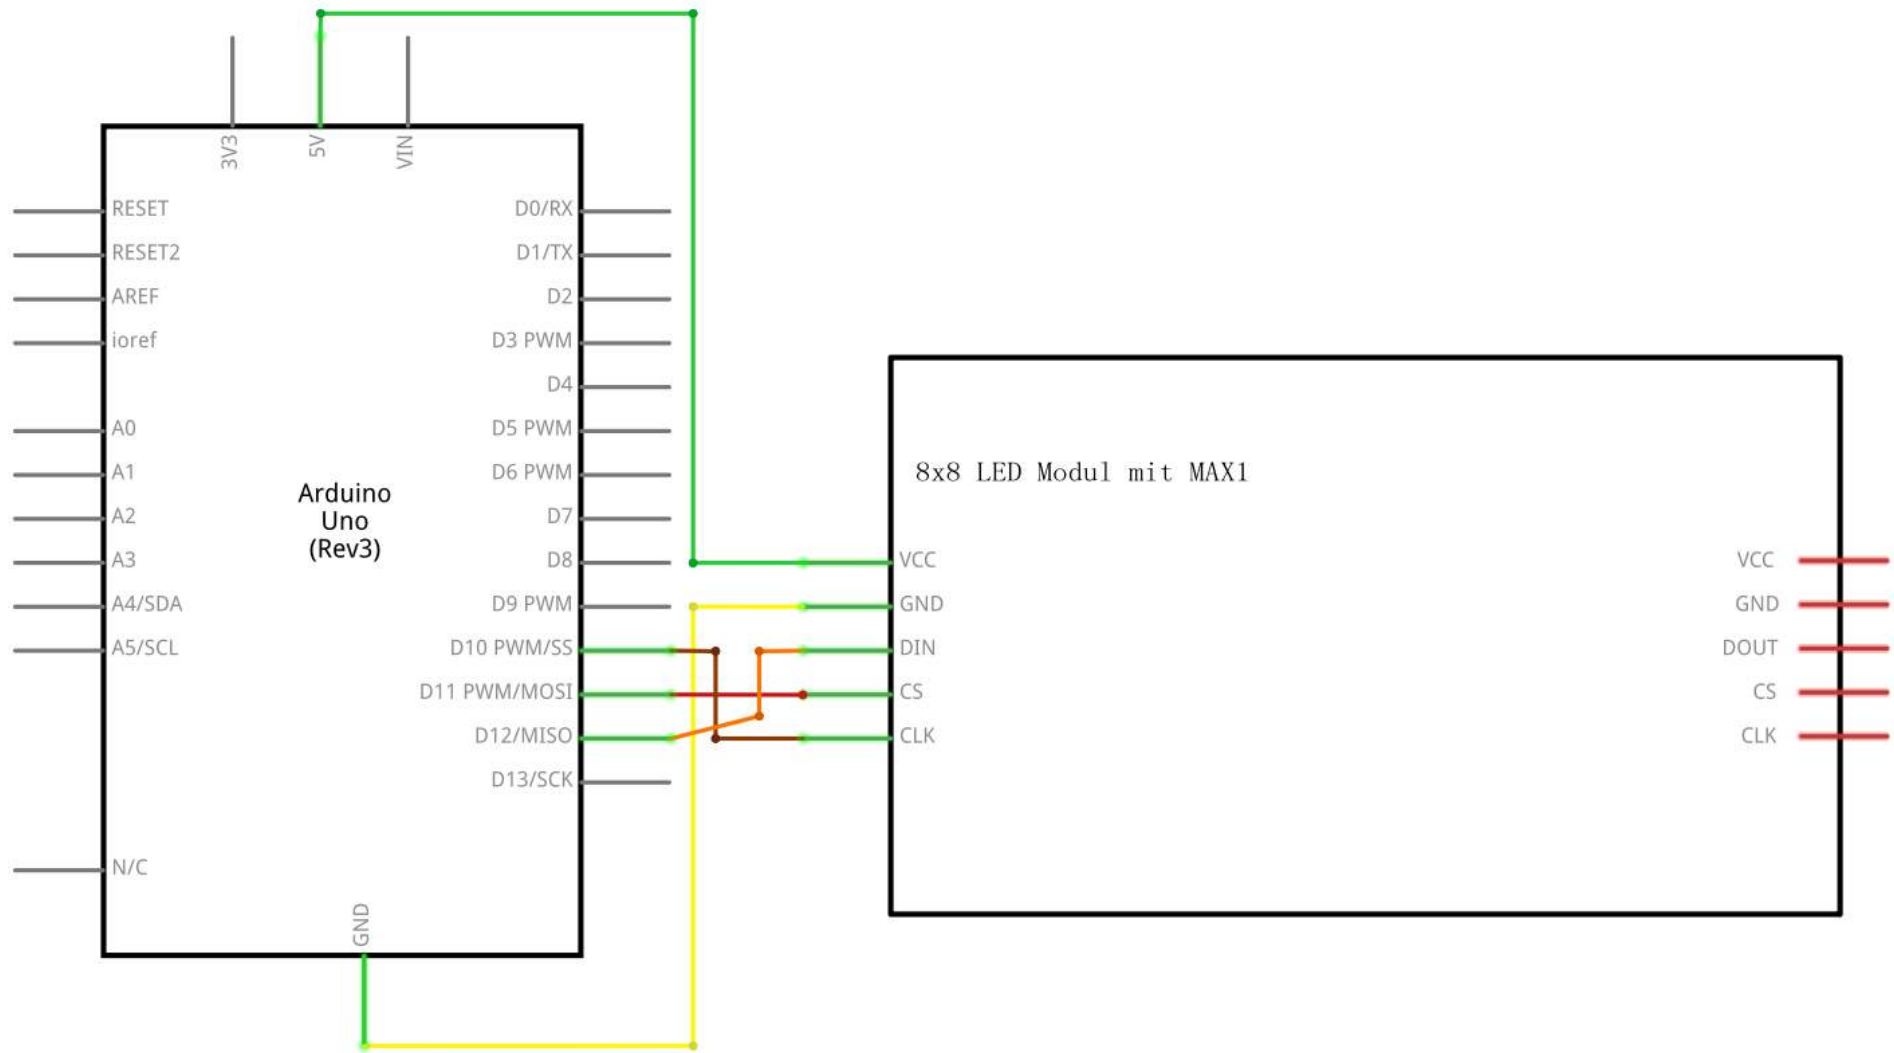 3V3
5V
VIN
RESET
RESET2
AREF
ioref
A0
A1
A2
A3
A4/SDA
A5/SCL
N/C
Arduino
Uno
(Rev3)
D0/RX
D1/TX
D2
D3 PWM
D4
D5 PWM
D6 PWM
D7
D8
D9 PWM
D10 PWM/SS
D11 PWM/MOSI
D12/MISO
D13/SCK
GND
8x8 LED Modul mit MAX1
VCC
GND
DIN
CS
CLK
VCC
GND
DOUT
CS
CLK